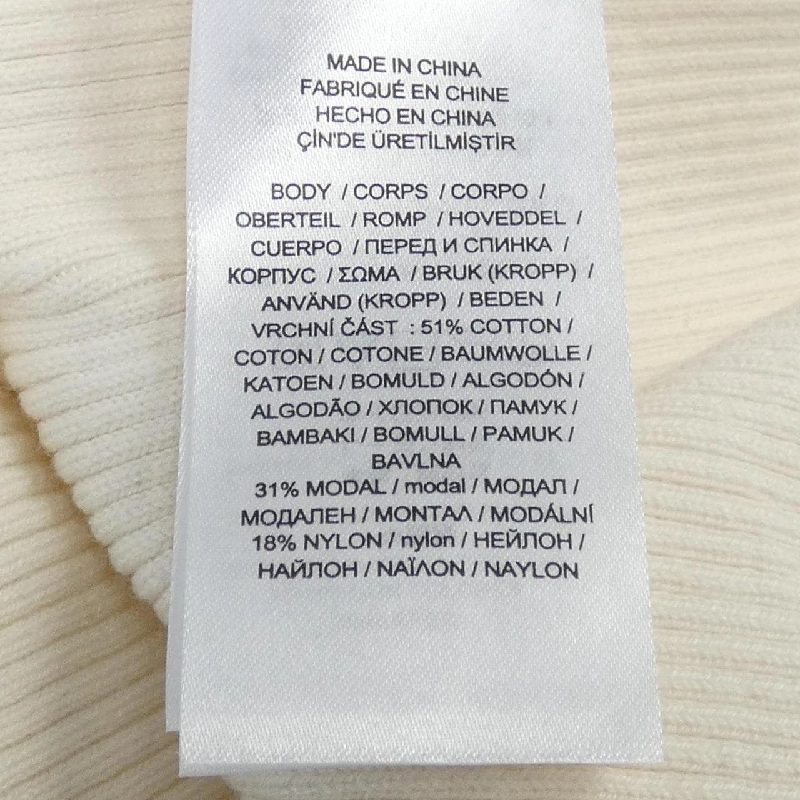 MADE IN CHINA
FABRIQUÉ EN CHINE
HECHO EN CHINA
ÇİN'DE ÜRETİLMİŞTİR
BODY / CORPS / CORPO /
OBERTEIL / ROMP / HOVEDDEL /
CUERPO / ПЕРЕД И СПИНКА /
КОРПУС / ΣΩΜΑ / BRUK (KROPP) /
ANVÄND (KROPP) / BEDEN /
VRCHNÍ ČÁST : 51% COTTON /
COTON / COTONE / BAUMWOLLE /
KATOEN / BOMULD / ALGODÓN /
ALGODÃO / ХЛОПОК / ПАМУК /
BAMBAKI / BOMULL / PAMUK /
BAVLNA
31% MODAL / modal / МОДАЛ /
МОДАЛЕН / ΜΟΝΤΑΛ / MODÁLNÍ
18% NYLON / nylon / НЕЙЛОН /
НАЙЛОН / ΝΑΪΛΟΝ / NAYLON